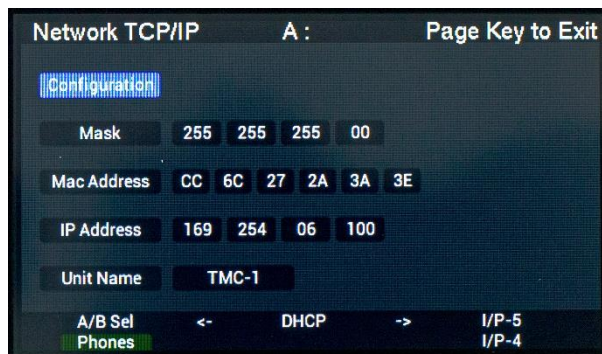 Network TCP/IP A : Page Key to Exit
Configuration
Mask 255 255 255 00
Mac Address CC 6C 27 2A 3A 3E
IP Address 169 254 06 100
Unit Name TMC-1
A/B Sel <- DHCP -> I/P-5
Phones I/P-4